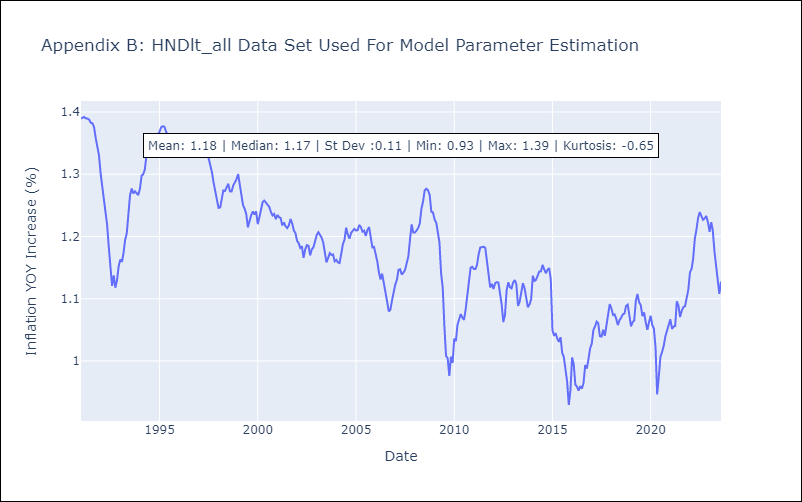 Appendix B: HNDlt_all Data Set Used For Model Parameter Estimation
Mean: 1.18 | Median: 1.17 | St Dev :0.11 | Min: 0.93 | Max: 1.39 | Kurtosis: -0.65
Inflation YOY Increase (%)
1.4
1.3
1.2
1.1
1
1995
2000
2005
2010
2015
2020
Date